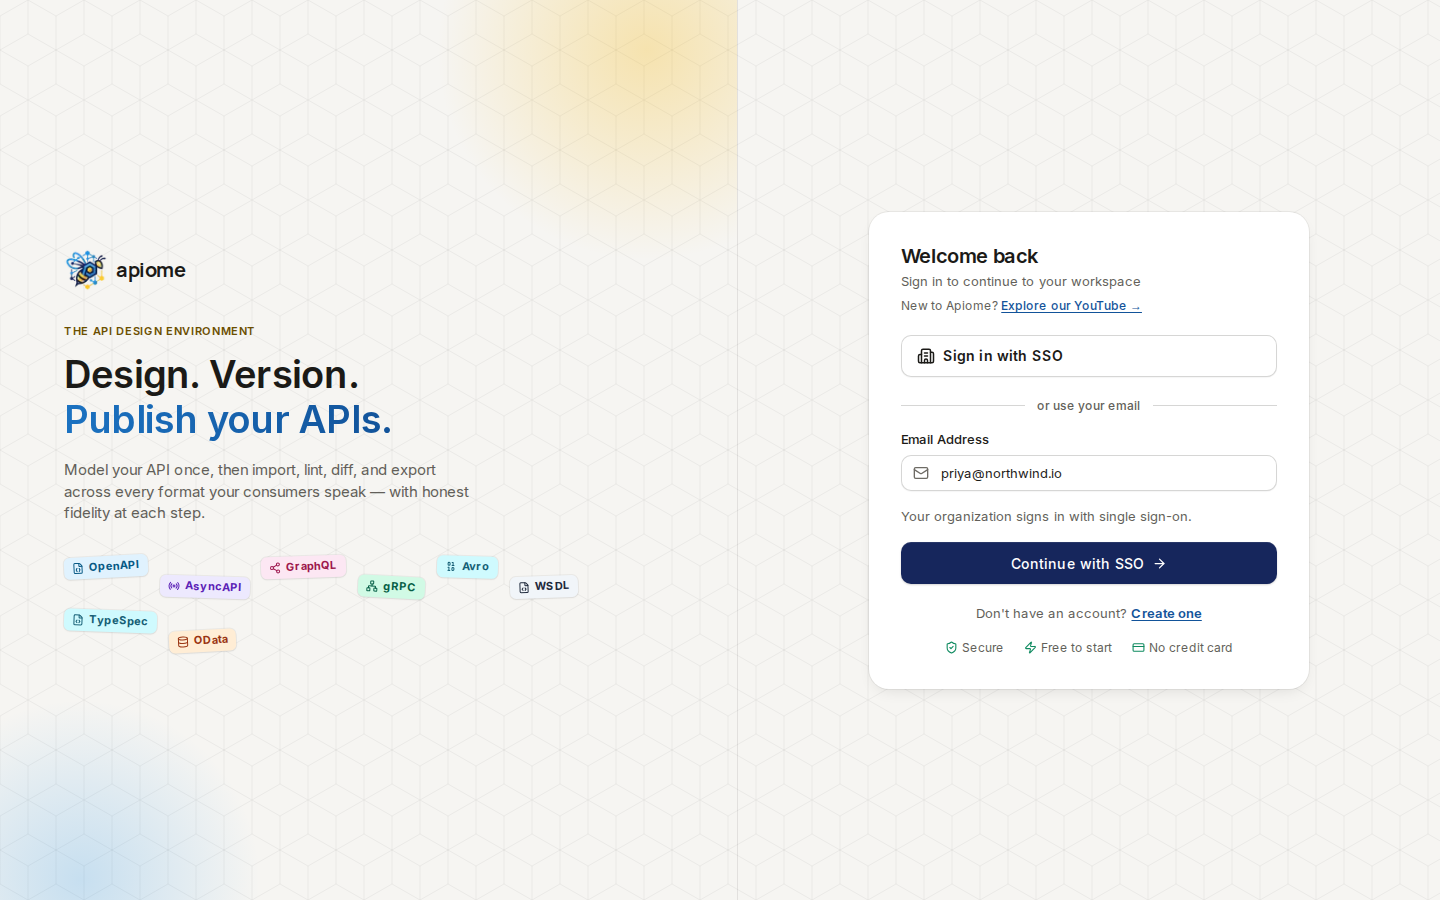 apiome
THE API DESIGN ENVIRONMENT
Design. Version.
Publish your APIs.
Model your API once, then import, lint, diff, and export
across every format your consumers speak — with honest
fidelity at each step.
OpenAPI
AsyncAPI
GraphQL
gRPC
Avro
WSDL
TypeSpec
OData
Welcome back
Sign in to continue to your workspace
New to Apiome? Explore our YouTube →
Sign in with SSO
or use your email
Email Address
priya@northwind.io
Your organization signs in with single sign-on.
Continue with SSO →
Don't have an account? Create one
Secure
Free to start
No credit card